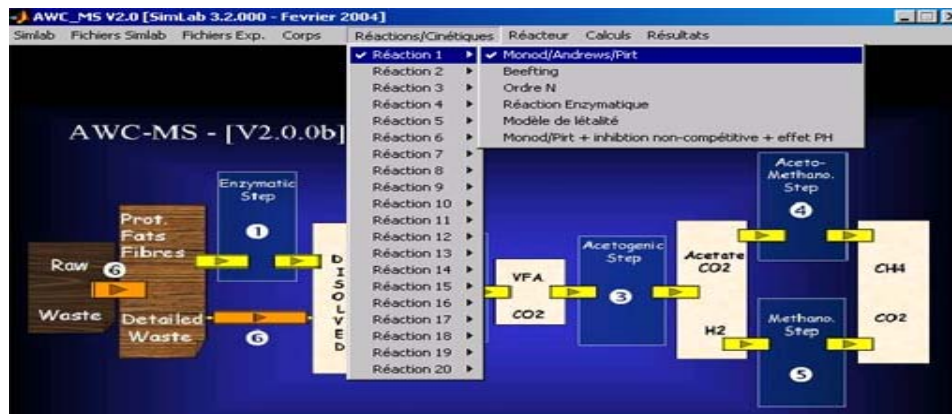 AWC_MS V2.0 [SimLab 3.2.000 - Fevrier 2004]
Simlab Fichiers Simlab Fichiers Exp. Corps Réactions/Cinétiques Réacteur Calculs Résultats
Réaction 1
Réaction 2
Réaction 3
Réaction 4
Réaction 5
Réaction 6
Réaction 7
Réaction 8
Réaction 9
Réaction 10
Réaction 11
Réaction 12
Réaction 13
Réaction 14
Réaction 15
Réaction 16
Réaction 17
Réaction 18
Réaction 19
Réaction 20
Monod/Andrews/Pirt
Beefting
Ordre N
Réaction Enzymatique
Modèle de létalité
Monod/Pirt + inhibtion non-compétitive + effet PH
AWC-MS - [V2.0.0b]
Raw
Waste
6
Prot.
Fats
Fibres
Detailed
Waste
Enzymatic
Step
1
6
D
I
S
O
L
V
E
D
VFA
CO2
Acetogenic
Step
3
Acetate
CO2
H2
Aceto-
Methano.
Step
4
Methano.
Step
5
CH4
CO2